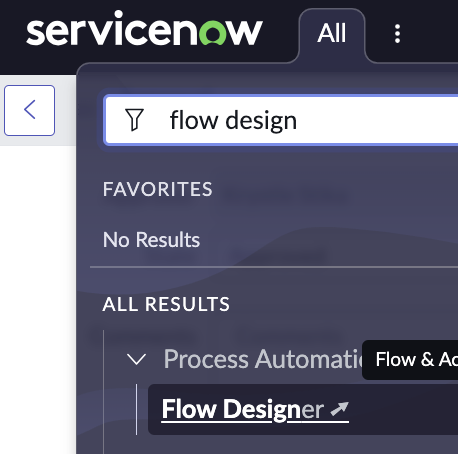 servicenow
All
flow design
FAVORITES
No Results
ALL RESULTS
Process Automati
Flow & Ac
Flow Designer